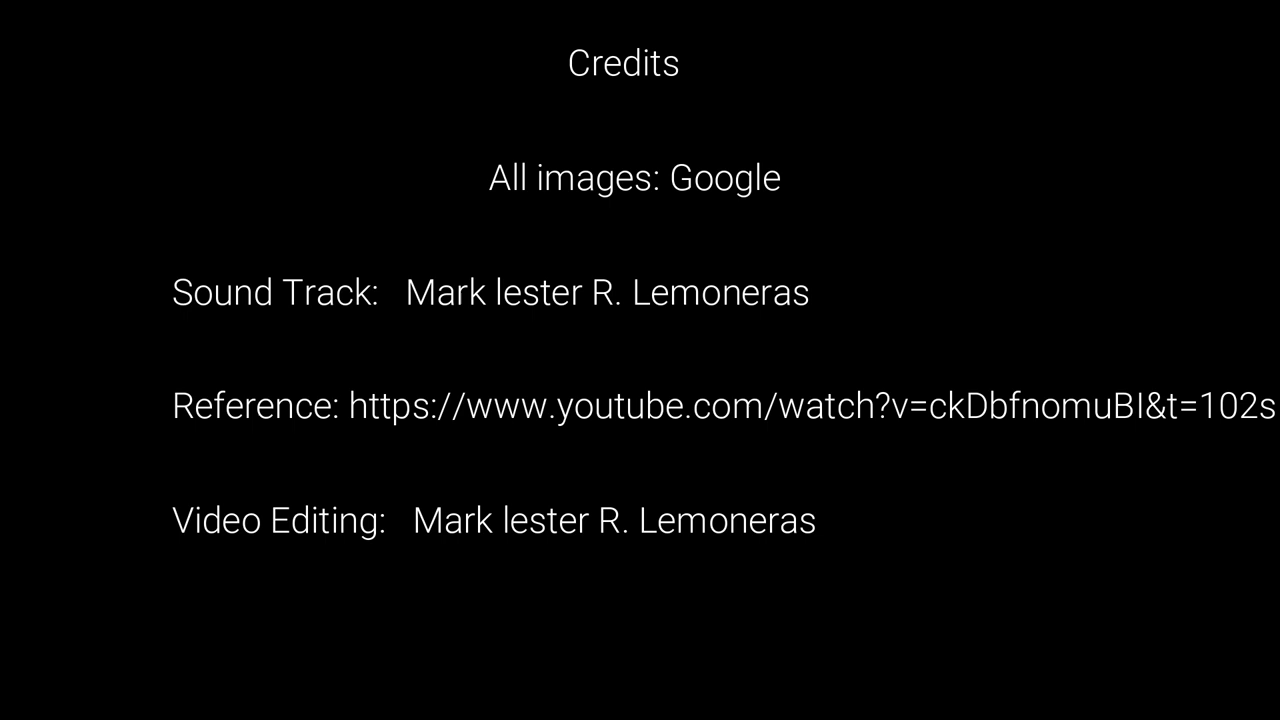 Credits
All images: Google
Sound Track: Mark lester R. Lemoneras
Reference: https://www.youtube.com/watch?v=ckDbfnomuBI&t=102s
Video Editing: Mark lester R. Lemoneras